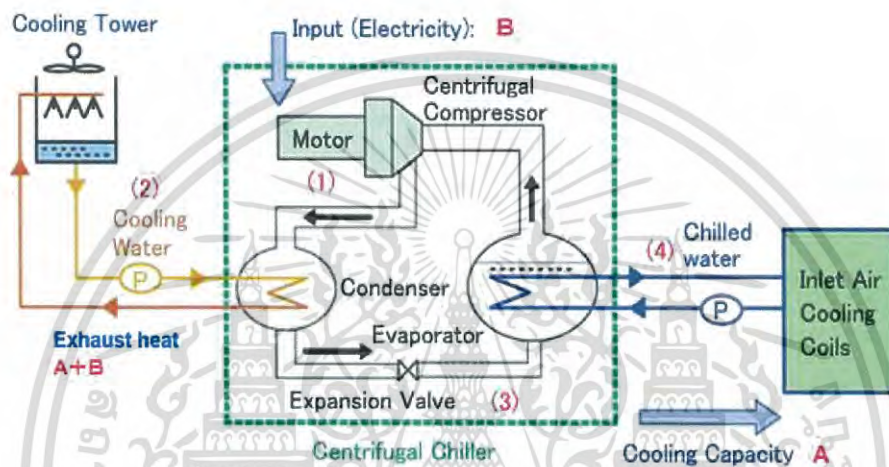 Cooling Tower
Input (Electricity): B
Centrifugal
Compressor
Motor
(1)
(2)
Cooling
Water
P
(4) Chilled
water
Condenser
P
Inlet Air
Cooling
Coils
Exhaust heat
A+B
Evaporator
Expansion Valve (3)
Centrifugal Chiller
Cooling Capacity A